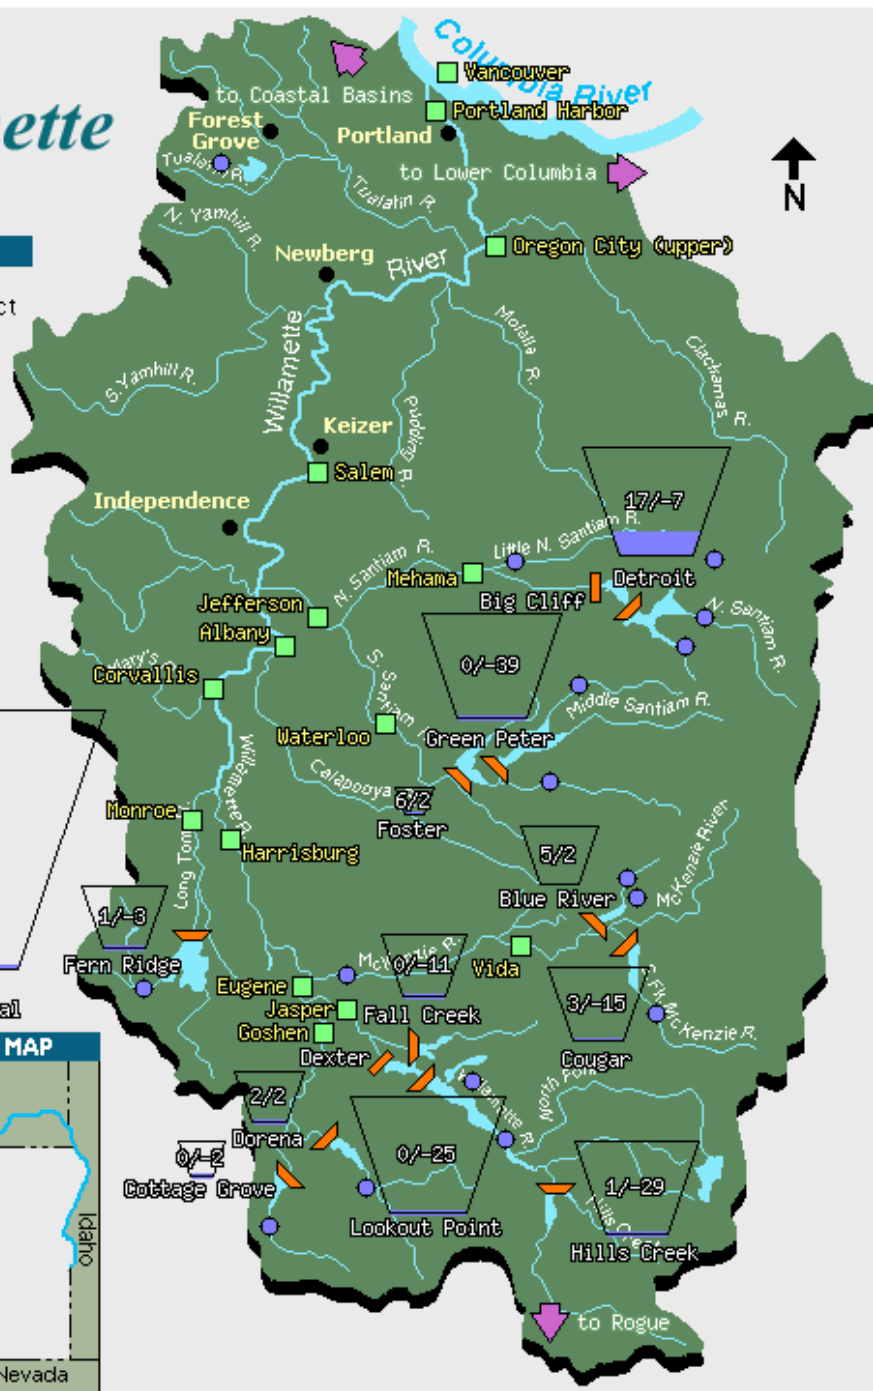 ette
Columbia River
Vancouver
to Coastal Basins
Portland Harbor
Forest
Grove
Portland
Tualatin R.
to Lower Columbia
N
Tualatin R.
N. Yamhill R.
Oregon City (upper)
Newberg
River
ct
Molalla R.
Willamette
S. Yamhill R.
Clackamas R.
Pudding R.
Keizer
Salem
17/-7
Independence
Little N. Santiam R.
N. Santiam R.
Mehama
Detroit
Big Cliff
Jefferson
N. Santiam R.
Albany
0/-39
Mary's
Corvallis
S. Santiam
Middle Santiam R.
Waterloo
Green Peter
Willamette R.
Calapooya
6/2
Foster
Monroe
Long Tom
Harrisburg
5/2
McKenzie River
Blue River
1/-3
McKenzie R.
0/-11
Vida
Fern Ridge
Eugene
3/-15
Jasper
Fall Creek
al
Goshen
Fk McKenzie R.
MAP
Dexter
Cougar
2/2
North Fork
Dorena
0/-2
0/-25
Cottage Grove
1/-29
Idaho
Lookout Point
Hills Creek
Hills Creek
to Rogue
Nevada